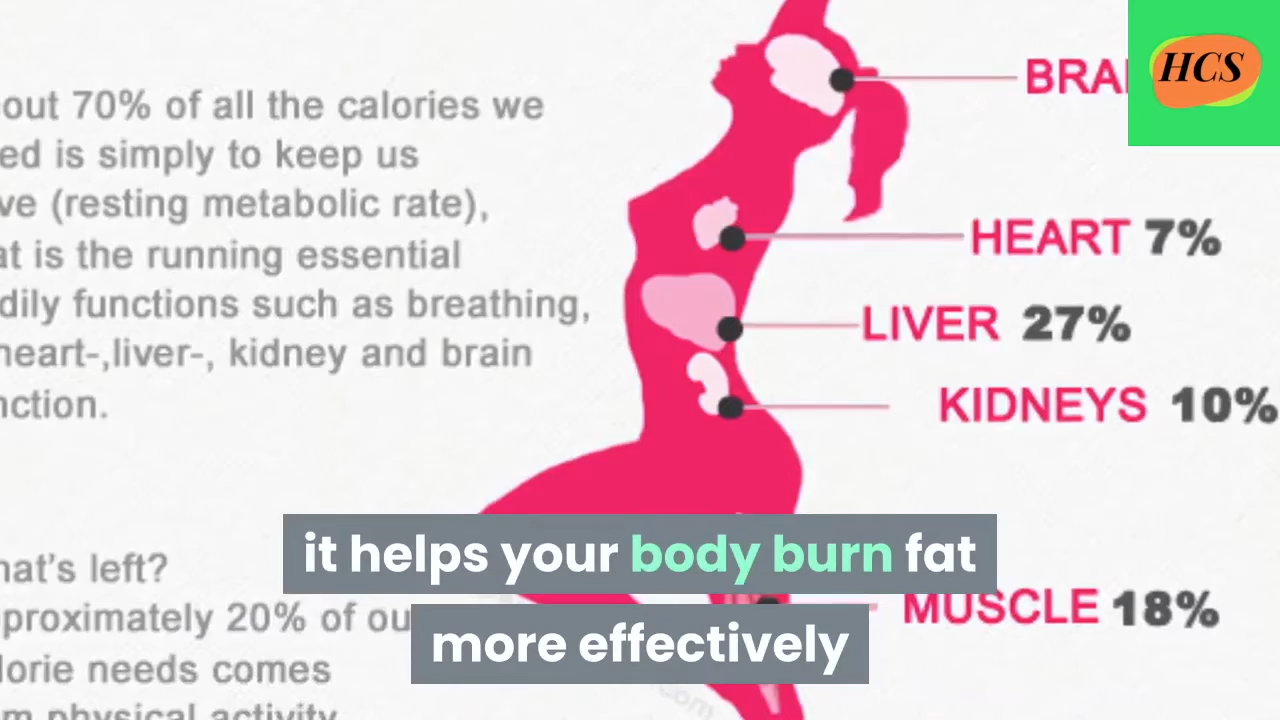 out 70% of all the calories we
ed is simply to keep us
ve (resting metabolic rate),
at is the running essential
dily functions such as breathing,
heart-,liver-, kidney and brain
nction.
BRAI
HCS
HEART 7%
LIVER 27%
KIDNEYS 10%
hat's left?
proximately 20% of ou
lorie needs comes
m physical activity
it helps your body burn fat
more effectively
MUSCLE 18%
com